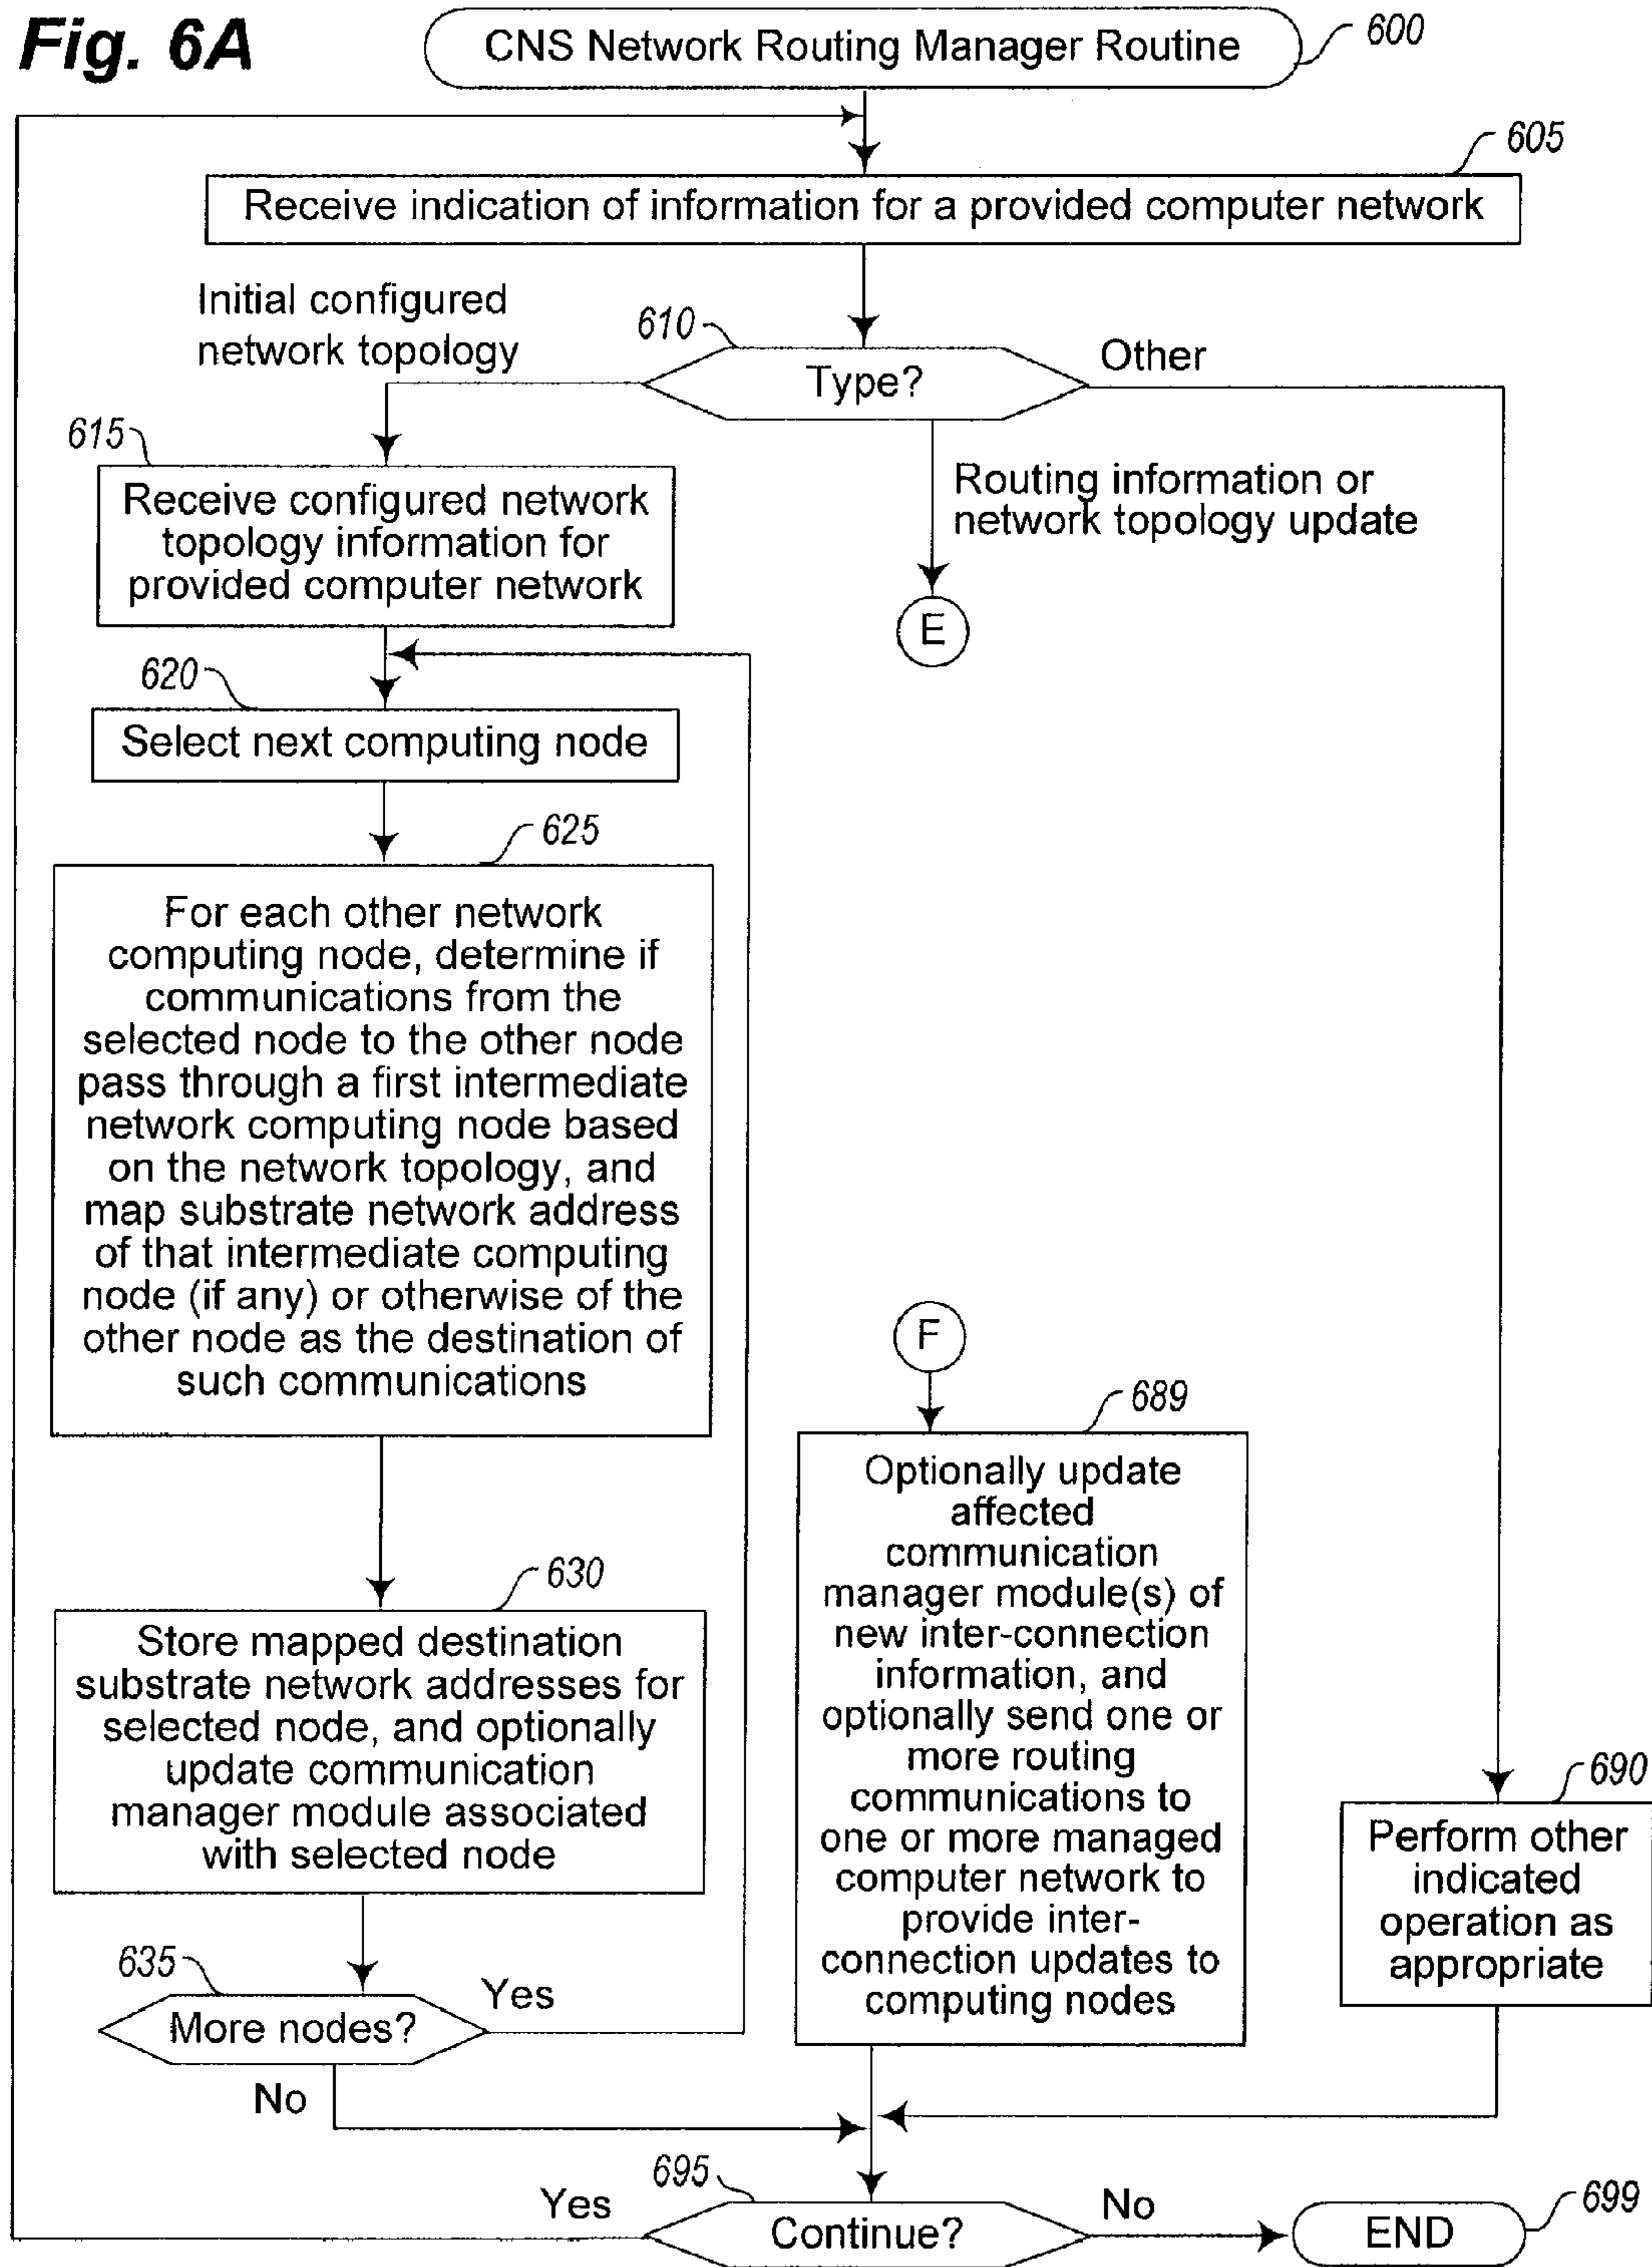 Fig. 6A
CNS Network Routing Manager Routine
600
605
Receive indication of information for a provided computer network
Initial configured
network topology
610
Type?
Other
Routing information or
network topology update
E
615
Receive configured network
topology information for
provided computer network
620
Select next computing node
625
For each other network
computing node, determine if
communications from the
selected node to the other node
pass through a first intermediate
network computing node based
on the network topology, and
map substrate network address
of that intermediate computing
node (if any) or otherwise of the
other node as the destination of
such communications
630
Store mapped destination
substrate network addresses for
selected node, and optionally
update communication
manager module associated
with selected node
635
More nodes?
Yes
No
F
689
Optionally update
affected
communication
manager module(s) of
new inter-connection
information, and
optionally send one or
more routing
communications to
one or more managed
computer network to
provide inter-
connection updates to
computing nodes
690
Perform other
indicated
operation as
appropriate
695
Yes
Continue?
No
END
699